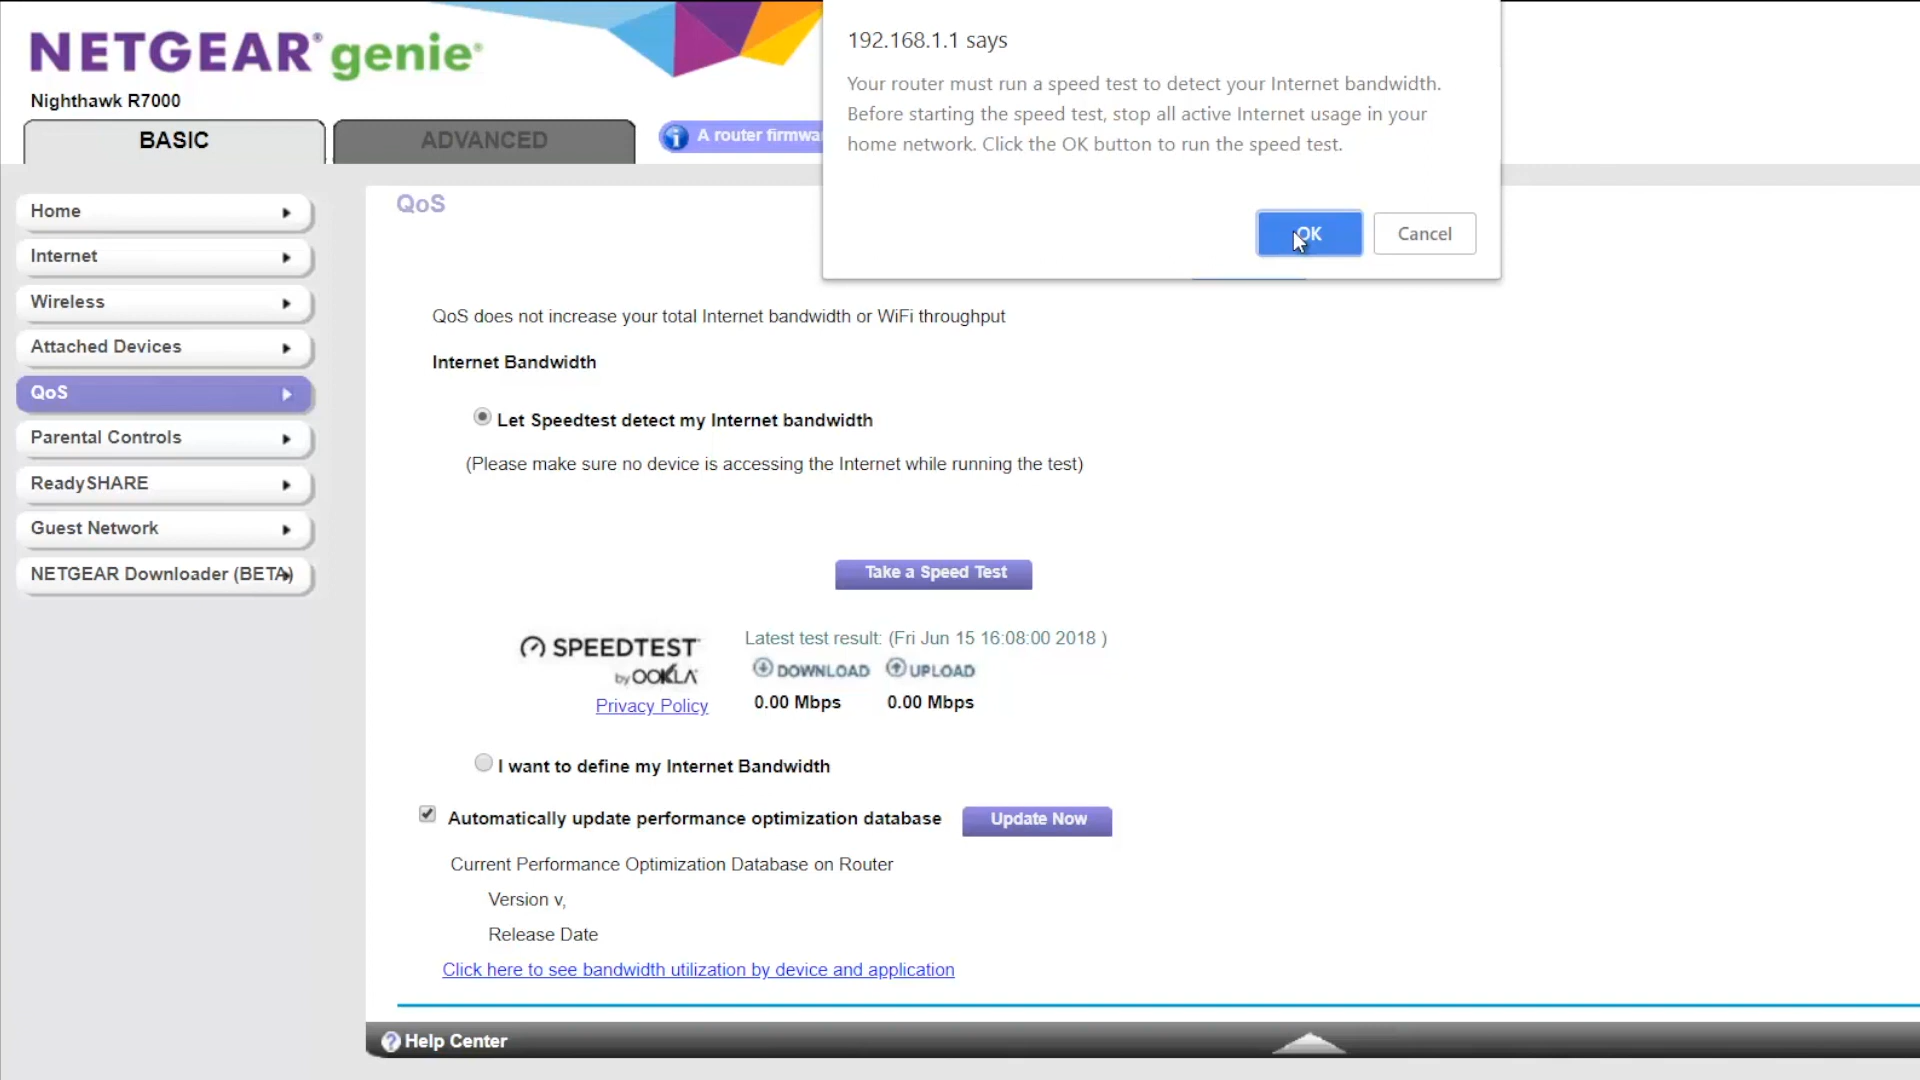 NETGEAR® genie®
Nighthawk R7000
BASIC
ADVANCED
A router firmwa
192.168.1.1 says
Your router must run a speed test to detect your Internet bandwidth.
Before starting the speed test, stop all active Internet usage in your
home network. Click the OK button to run the speed test.
OK
Cancel
Home
Internet
Wireless
Attached Devices
QoS
Parental Controls
ReadySHARE
Guest Network
NETGEAR Downloader (BETA)
QoS
QoS does not increase your total Internet bandwidth or WiFi throughput
Internet Bandwidth
Let Speedtest detect my Internet bandwidth
(Please make sure no device is accessing the Internet while running the test)
Take a Speed Test
SPEEDTEST
by OOKLA
Privacy Policy
Latest test result: (Fri Jun 15 16:08:00 2018 )
DOWNLOAD UPLOAD
0.00 Mbps 0.00 Mbps
I want to define my Internet Bandwidth
Automatically update performance optimization database
Update Now
Current Performance Optimization Database on Router
Version v,
Release Date
Click here to see bandwidth utilization by device and application
Help Center